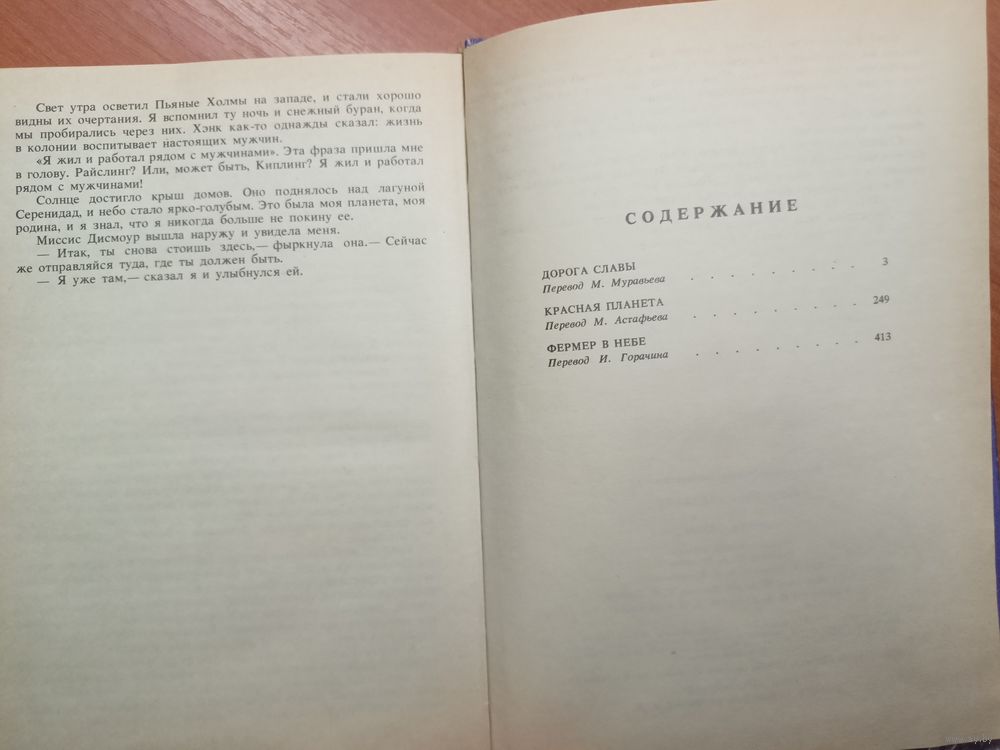 Свет утра осветил Пьяные Холмы на западе, и стали хорошо
видны их очертания. Я вспомнил ту ночь и снежный буран, когда
мы пробирались через них. Хэнк как-то однажды сказал: жизнь
в колонии воспитывает настоящих мужчин.
«Я жил и работал рядом с мужчинами». Эта фраза пришла мне
в голову. Райслинг? Или, может быть, Киплинг? Я жил и работал
рядом с мужчинами!
Солнце достигло крыш домов. Оно поднялось над лагуной
Серенидад, и небо стало ярко-голубым. Это была моя планета, моя
родина, и я знал, что я никогда больше не покину ее.
Миссис Дисмоур вышла наружу и увидела меня.
— Итак, ты снова стоишь здесь,— фыркнула она.— Сейчас
же отправляйся туда, где ты должен быть.
— Я уже там,— сказал я и улыбнулся ей.
СОДЕРЖАНИЕ
ДОРОГА СЛАВЫ
Перевод М. Муравьева . . . . . . . . . 3
КРАСНАЯ ПЛАНЕТА
Перевод М. Астафьева . . . . . . . . . 249
ФЕРМЕР В НЕБЕ
Перевод И. Горачина . . . . . . . . . 413